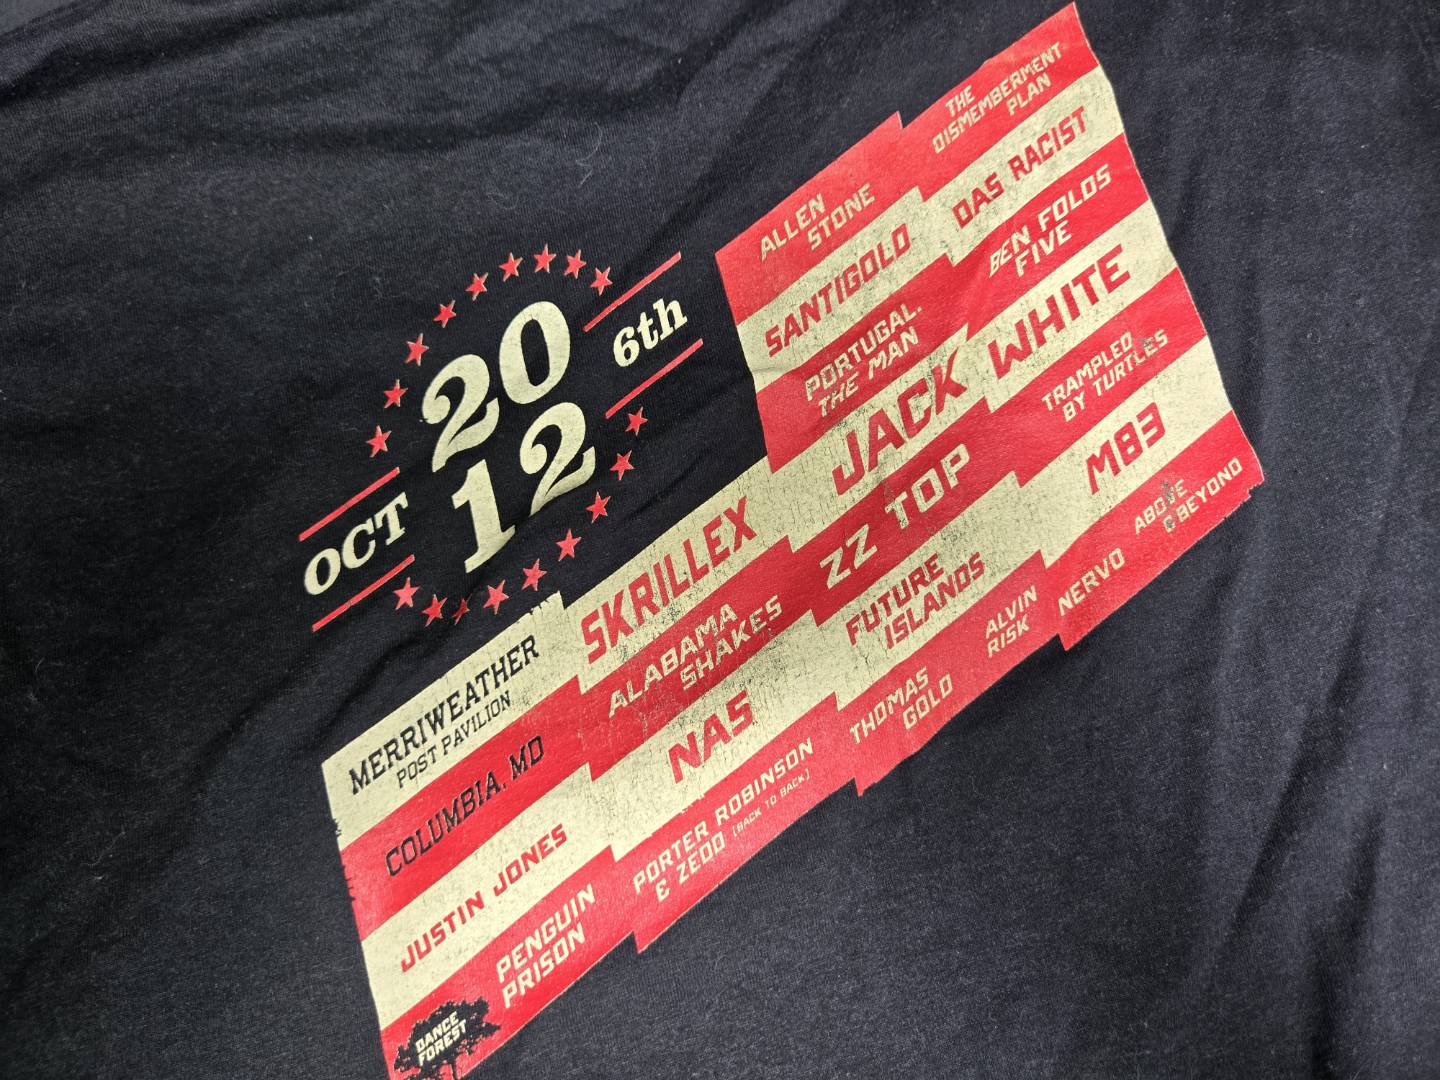 20
12
OCT
6th
THE
DISMEMBERMENT
PLAN
ALLEN
STONE
DAS RACIST
SANTIGOLD
BEN FOLDS
FIVE
PORTUGAL.
THE MAN
JACK WHITE
SKRILLEX
TRAMPLED
BY TURTLES
ZZ TOP
ALABAMA
SHAKES
M83
FUTURE
ISLANDS
NAS
JUSTIN JONES
MERRIWEATHER
POST PAVILION
COLUMBIA, MD
ABOVE
& BEYOND
NERVO
ALVIN
RISK
THOMAS
GOLD
PORTER ROBINSON
& ZEDD [BACK TO BACK]
PENGUIN
PRISON
DANCE
FOREST